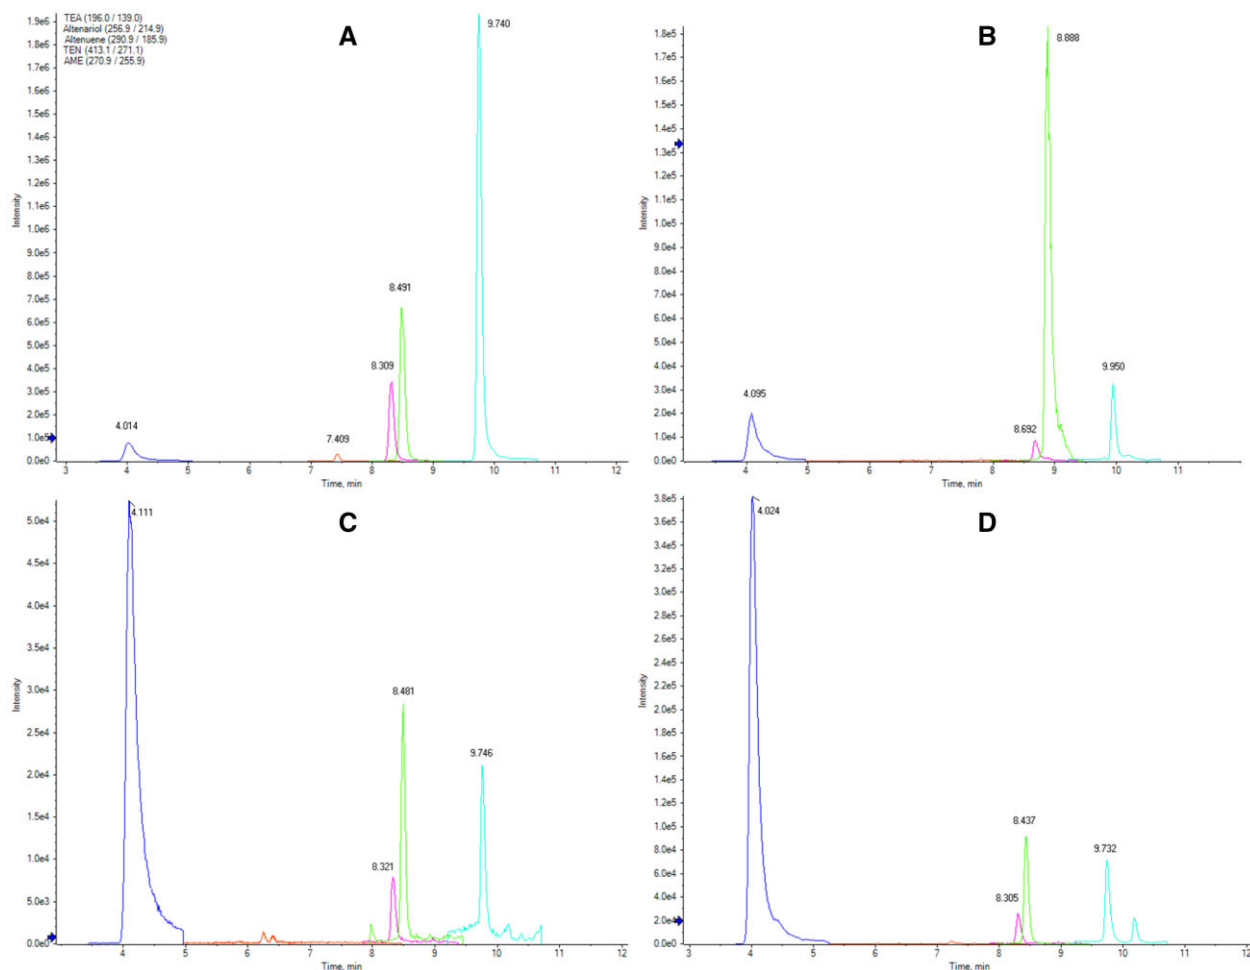 TEA (196.0 / 139.0)
Altenariol (256.9 / 214.9)
Altenuene (290.9 / 185.9)
TEN (413.1 / 271.1)
AME (270.9 / 255.9)
A
9.740
8.491
8.309
4.014
7.409
1.9e6
1.8e6
1.7e6
1.6e6
1.5e6
1.4e6
1.3e6
1.2e6
1.1e6
1.0e6
9.0e5
8.0e5
7.0e5
6.0e5
5.0e5
4.0e5
3.0e5
2.0e5
1.0e5
0.0e0
Intensity
3 4 5 6 7 8 9 10 11 12
Time, min
B
8.888
9.950
4.095
8.692
1.8e5
1.7e5
1.6e5
1.5e5
1.4e5
1.3e5
1.2e5
1.1e5
1.0e5
9.0e4
8.0e4
7.0e4
6.0e4
5.0e4
4.0e4
3.0e4
2.0e4
1.0e4
0.0e0
Intensity
3 4 5 6 7 8 9 10 11
Time, min
C
4.111
8.481
9.746
8.321
5.0e4
4.5e4
4.0e4
3.5e4
3.0e4
2.5e4
2.0e4
1.5e4
1.0e4
5.0e3
0.0e0
Intensity
4 5 6 7 8 9 10 11 12
Time, min
D
4.024
8.437
9.732
8.305
3.8e5
3.6e5
3.4e5
3.2e5
3.0e5
2.8e5
2.6e5
2.4e5
2.2e5
2.0e5
1.8e5
1.6e5
1.4e5
1.2e5
1.0e5
8.0e4
6.0e4
4.0e4
2.0e4
0.0e0
Intensity
3 4 5 6 7 8 9 10 11 12
Time, min